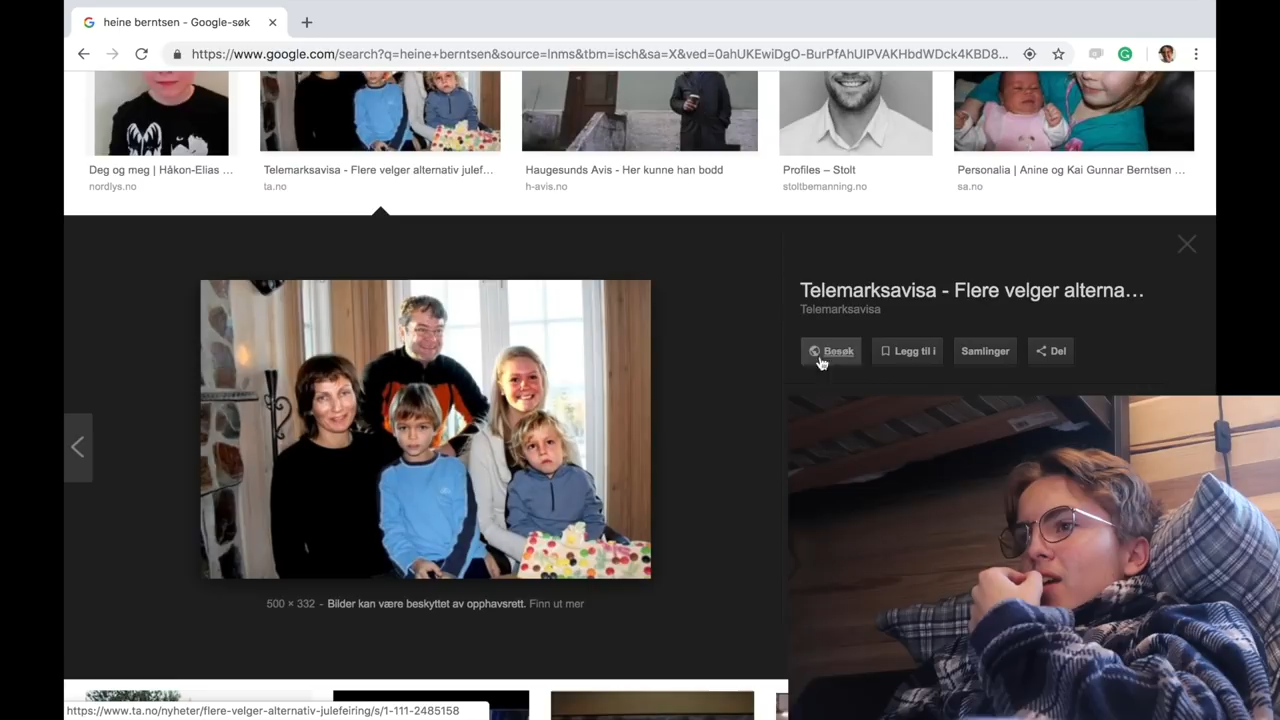 heine berntsen - Google-søk
https://www.google.com/search?q=heine+berntsen&source=lnms&tbm=isch&sa=X&ved=0ahUKEwiDgO-BurPfAhUIPVAKHbdWDck4KBD8...
Deg og meg | Håkon-Elias ...
nordlys.no
Telemarksavisa - Flere velger alternativ julef...
ta.no
Haugesunds Avis - Her kunne han bodd
h-avis.no
Profiles – Stolt
stoltbemanning.no
Personalia | Anine og Kai Gunnar Berntsen ...
sa.no
Telemarksavisa - Flere velger alterna...
Telemarksavisa
Besøk
Legg til i
Samlinger
Del
500 × 332 - Bilder kan være beskyttet av opphavsrett. Finn ut mer
https://www.ta.no/nyheter/flere-velger-alternativ-julefeiring/s/1-111-2485158